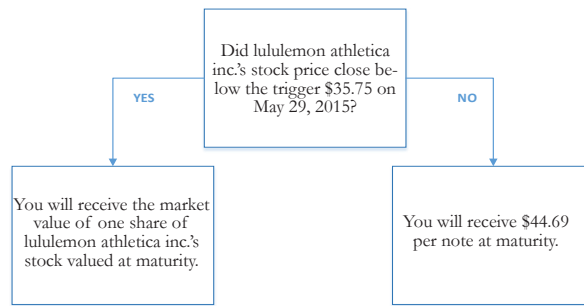 Did lululemon athletica
inc.'s stock price close be-
low the trigger $35.75 on
May 29, 2015?
YES
NO
You will receive the market
value of one share of
lululemon athletica inc.'s
stock valued at maturity.
You will receive $44.69
per note at maturity.